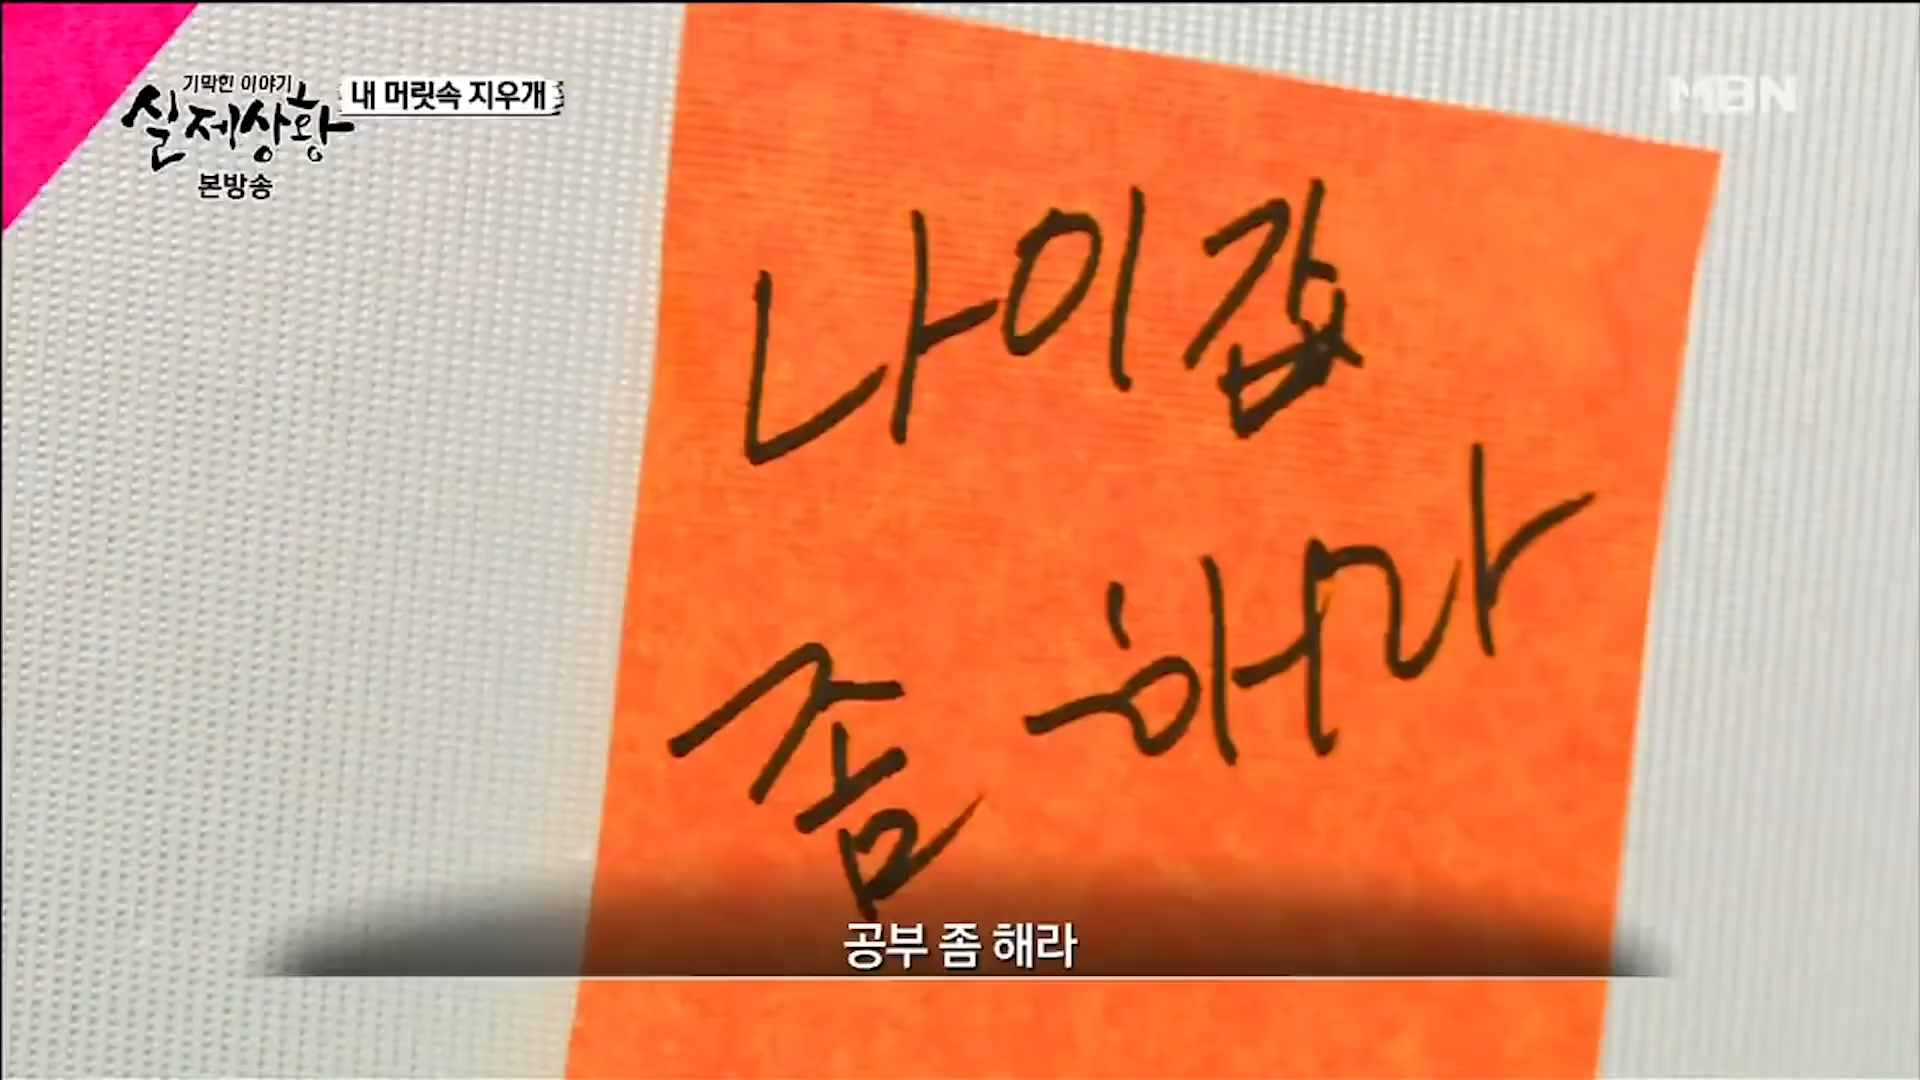 기막힌 이야기
실제상황
내 머릿속 지우개
본방송
MBN
나이값
좀 해라
공부 좀 해라